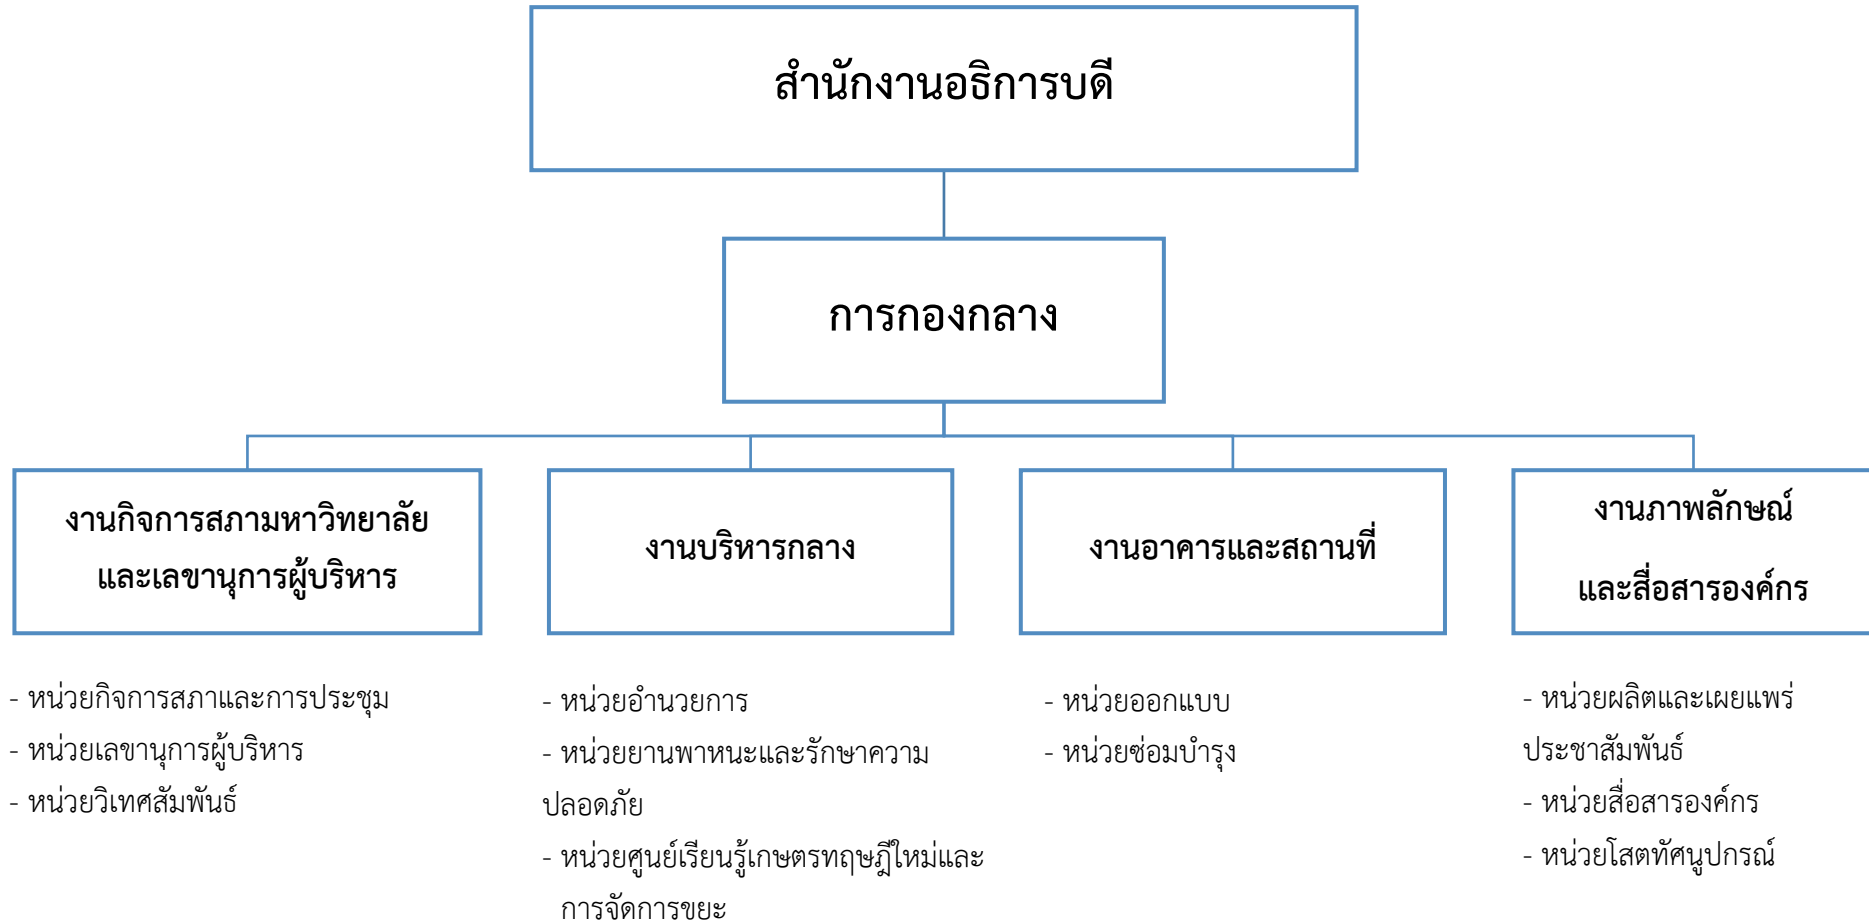 สำนักงานอธิการบดี
การกองกลาง
งานกิจการสภามหาวิทยาลัย
และเลขานุการผู้บริหาร
งานบริหารกลาง
งานอาคารและสถานที่
งานภาพลักษณ์
และสื่อสารองค์กร
- หน่วยกิจการสภาและการประชุม
- หน่วยเลขานุการผู้บริหาร
- หน่วยวิเทศสัมพันธ์
- หน่วยอำนวยการ
- หน่วยยานพาหนะและรักษาความ
ปลอดภัย
- หน่วยศูนย์เรียนรู้เกษตรทฤษฎีใหม่และ
การจัดการขยะ
- หน่วยออกแบบ
- หน่วยซ่อมบำรุง
- หน่วยผลิตและเผยแพร่
ประชาสัมพันธ์
- หน่วยสื่อสารองค์กร
- หน่วยโสตทัศนูปกรณ์